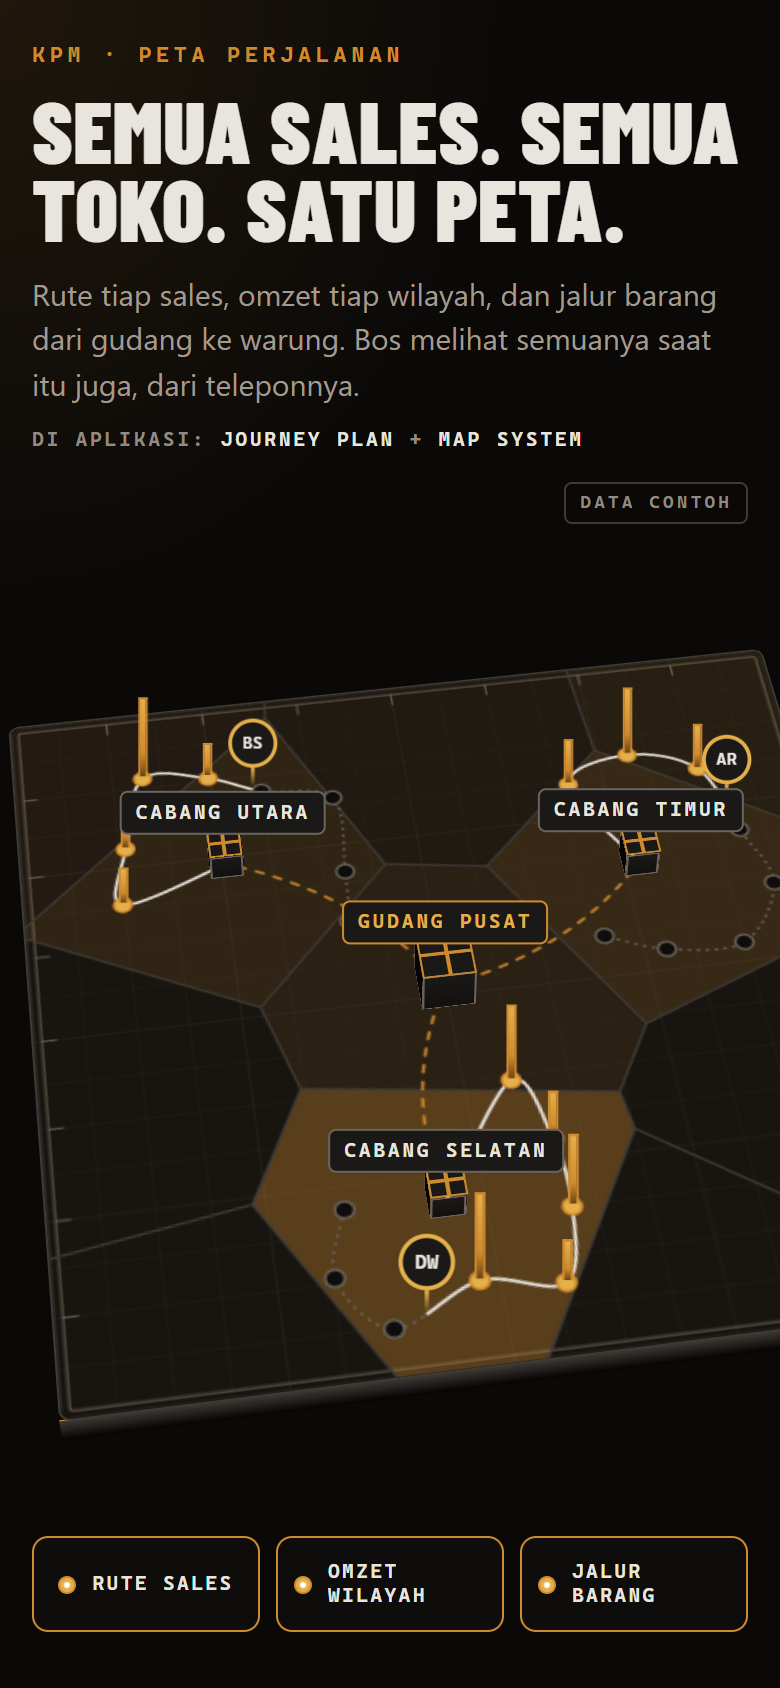 KPM · PETA PERJALANAN
SEMUA SALES. SEMUA
TOKO. SATU PETA.
Rute tiap sales, omzet tiap wilayah, dan jalur barang
dari gudang ke warung. Bos melihat semuanya saat
itu juga, dari teleponnya.
DI APLIKASI: JOURNEY PLAN + MAP SYSTEM
DATA CONTOH
BS
AR
CABANG UTARA
CABANG TIMUR
GUDANG PUSAT
CABANG SELATAN
DW
RUTE SALES
OMZET
WILAYAH
JALUR
BARANG